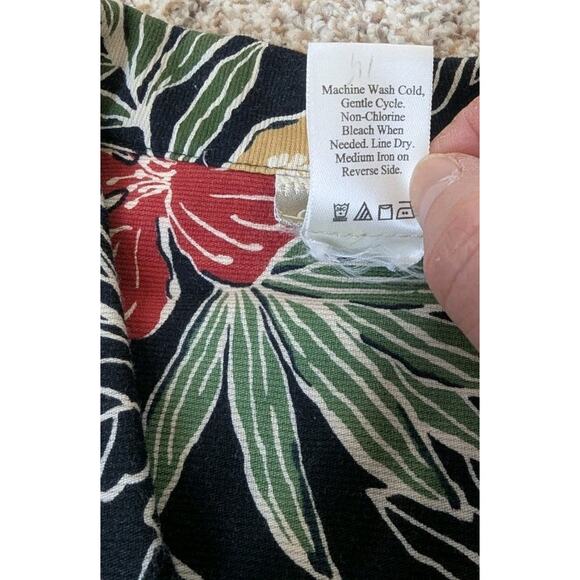 Machine Wash Cold,
Gentle Cycle.
Non-Chlorine
Bleach When
Needed. Line Dry.
Medium Iron on
Reverse Side.